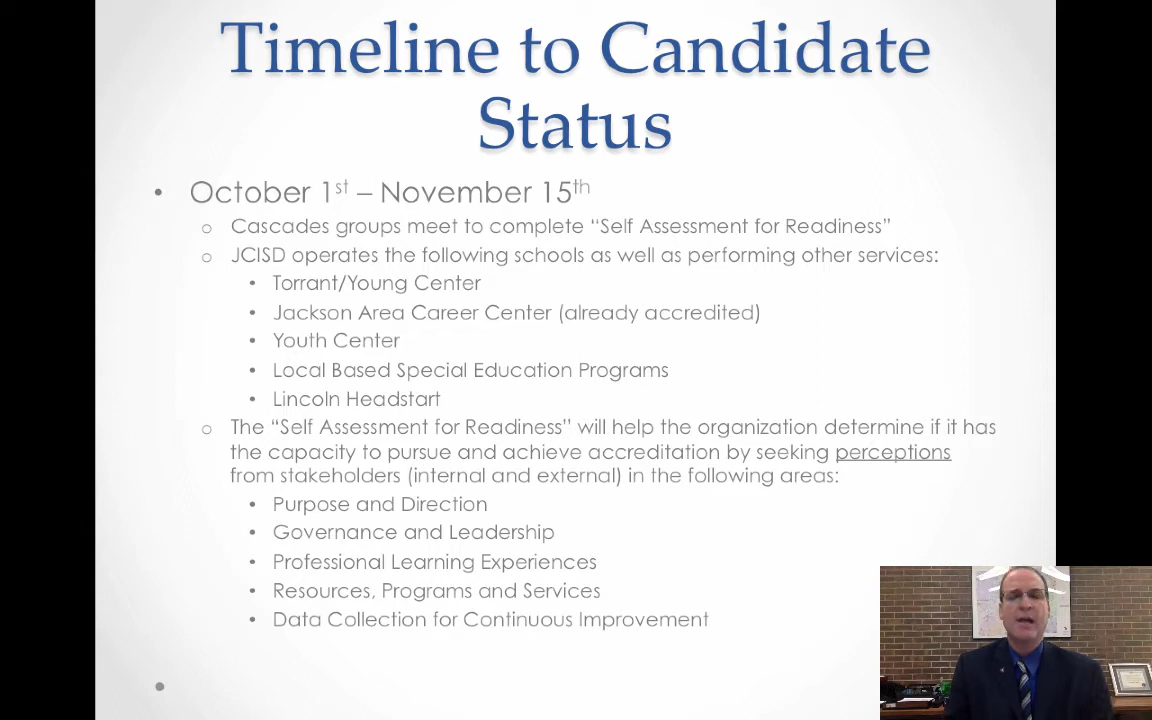 Timeline to Candidate
Status
• October 1st – November 15th
o Cascades groups meet to complete “Self Assessment for Readiness”
o JCISD operates the following schools as well as performing other services:
• Torrant/Young Center
• Jackson Area Career Center (already accredited)
• Youth Center
• Local Based Special Education Programs
• Lincoln Headstart
o The “Self Assessment for Readiness” will help the organization determine if it has
the capacity to pursue and achieve accreditation by seeking perceptions
from stakeholders (internal and external) in the following areas:
• Purpose and Direction
• Governance and Leadership
• Professional Learning Experiences
• Resources, Programs and Services
• Data Collection for Continuous Improvement
•